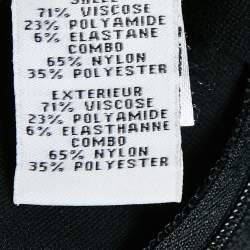 SHELL
71% VISCOSE
23% POLYAMIDE
6% ELASTANE
COMBO
65% NYLON
35% POLYESTER
EXTERIEUR
71% VISCOSE
23% POLYAMIDE
6% ELASTHANNE
COMBO
65% NYLON
35% POLYESTER